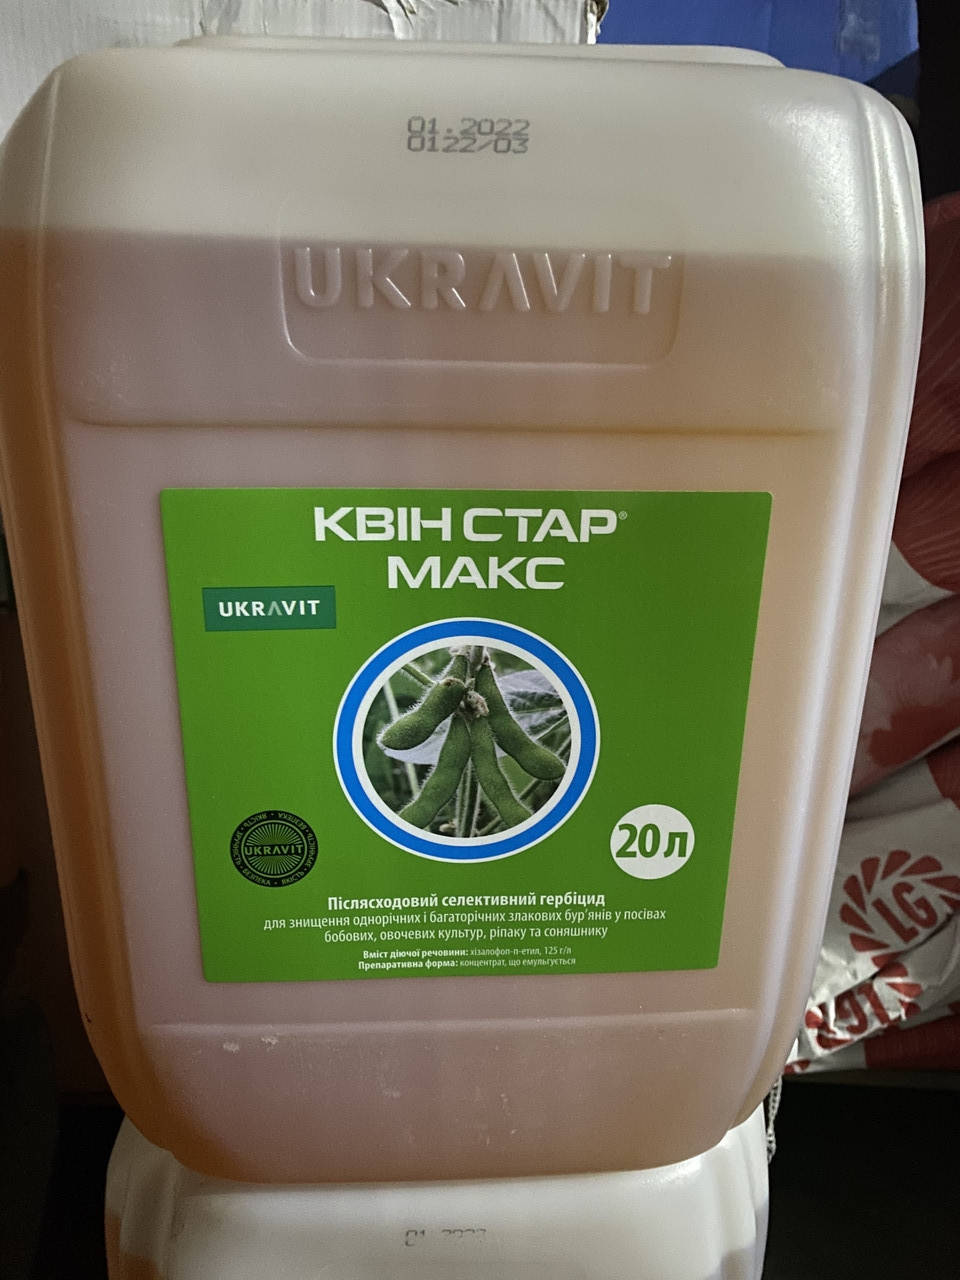 01.2022
0122/03
UKRAVIT
КВІН СТАР®
МАКС
UKRAVIT
UKRAVIT
20 л
Післясходовий селективний гербіцид
для знищення однорічних і багаторічних злакових бур'янів у посівах
бобових, овочевих культур, ріпаку та соняшнику
Вміст діючої речовини: хізалофоп-п-етил, 125 г/л
Препаративна форма: концентрат, що емульгується
LG
LG